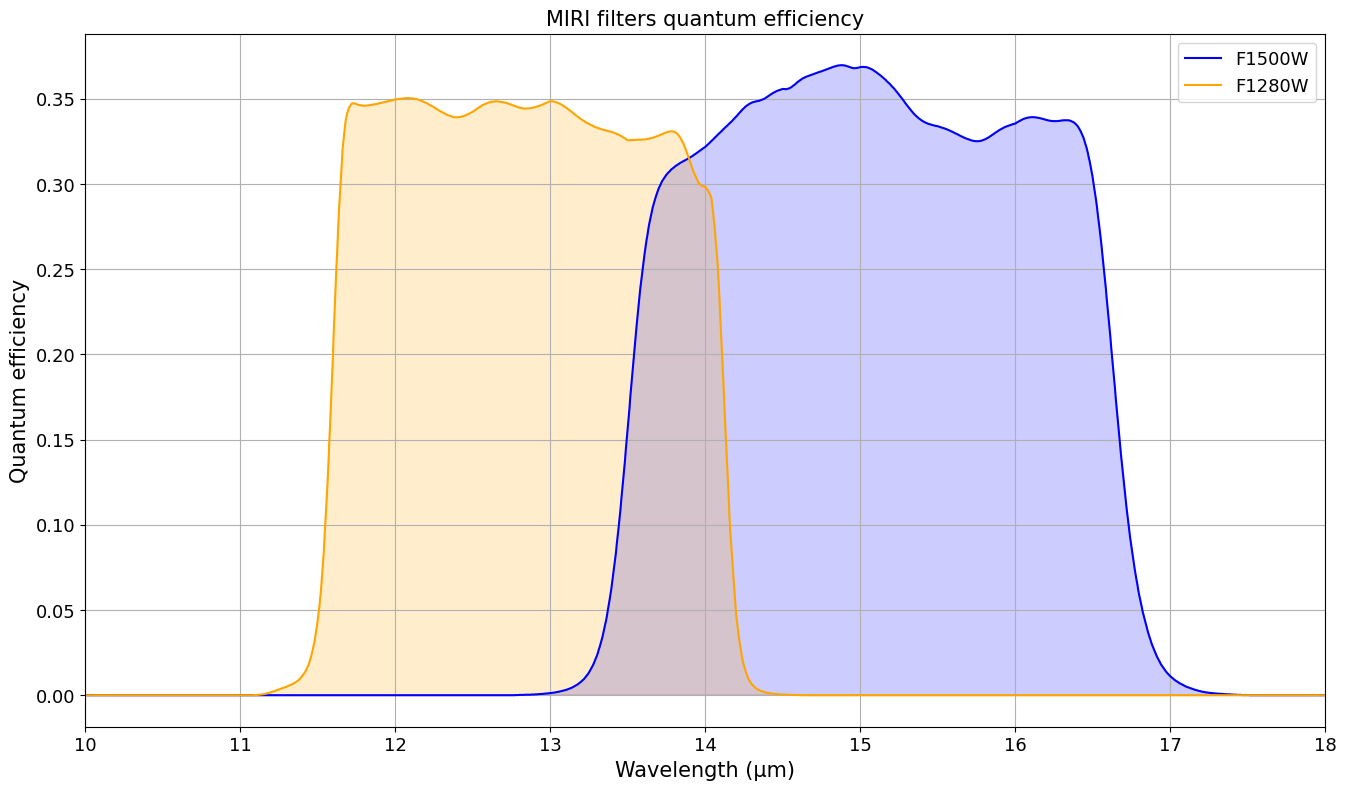 MIRI filters quantum efficiency
F1500W
F1280W
Quantum efficiency
0.35
0.30
0.25
0.20
0.15
0.10
0.05
0.00
10 11 12 13 14 15 16 17 18
Wavelength (μm)